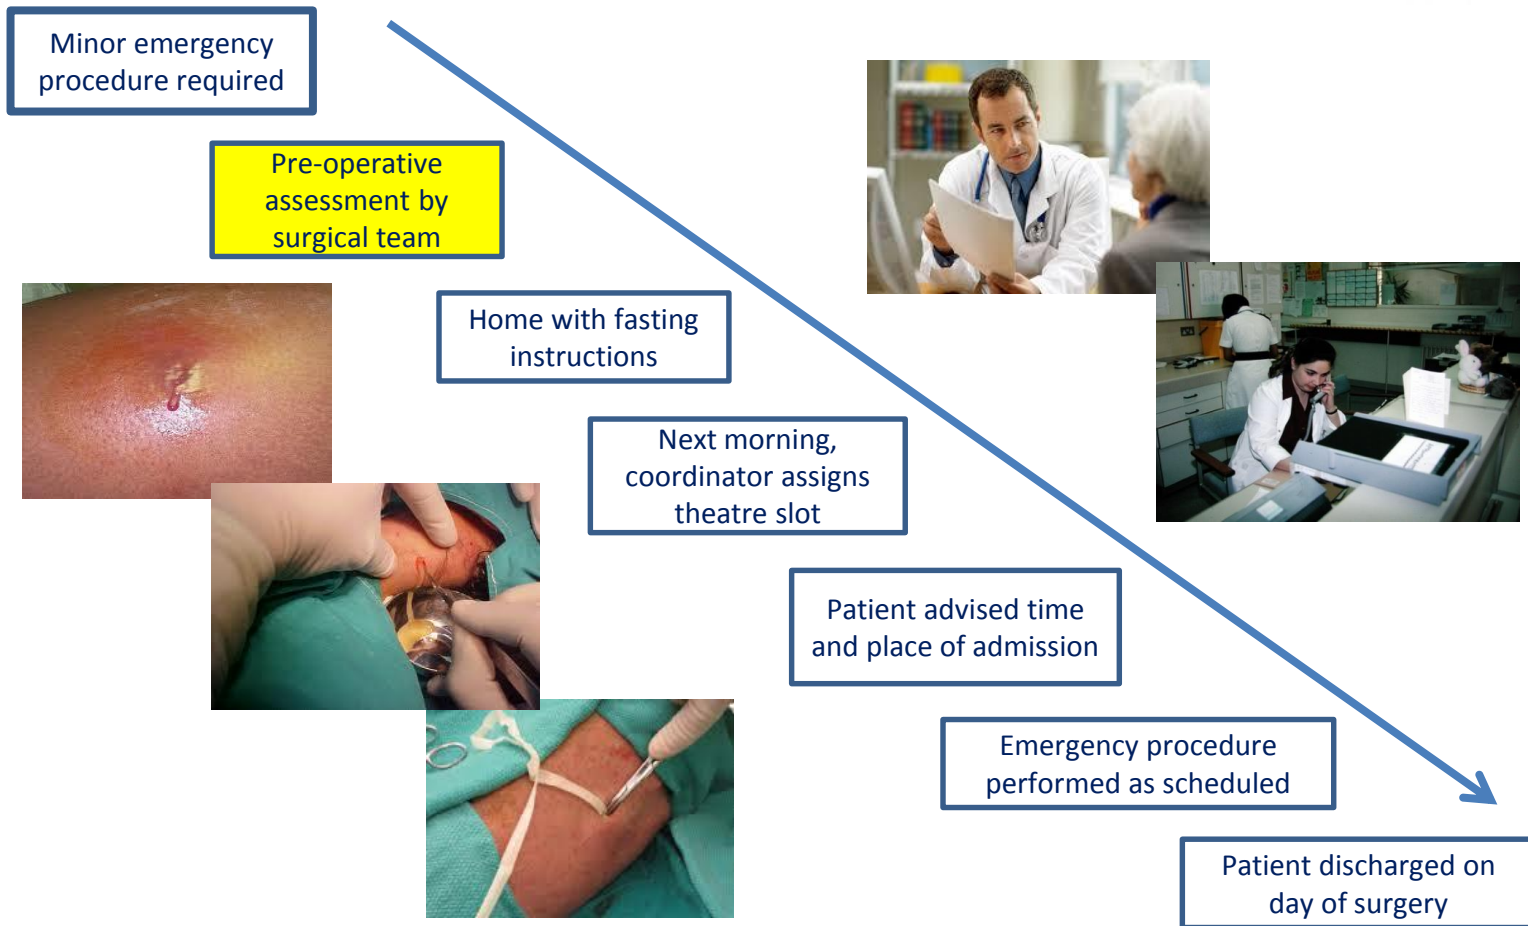 Minor emergency
procedure required
Pre-operative
assessment by
surgical team
Home with fasting
instructions
Next morning,
coordinator assigns
theatre slot
Patient advised time
and place of admission
Emergency procedure
performed as scheduled
Patient discharged on
day of surgery